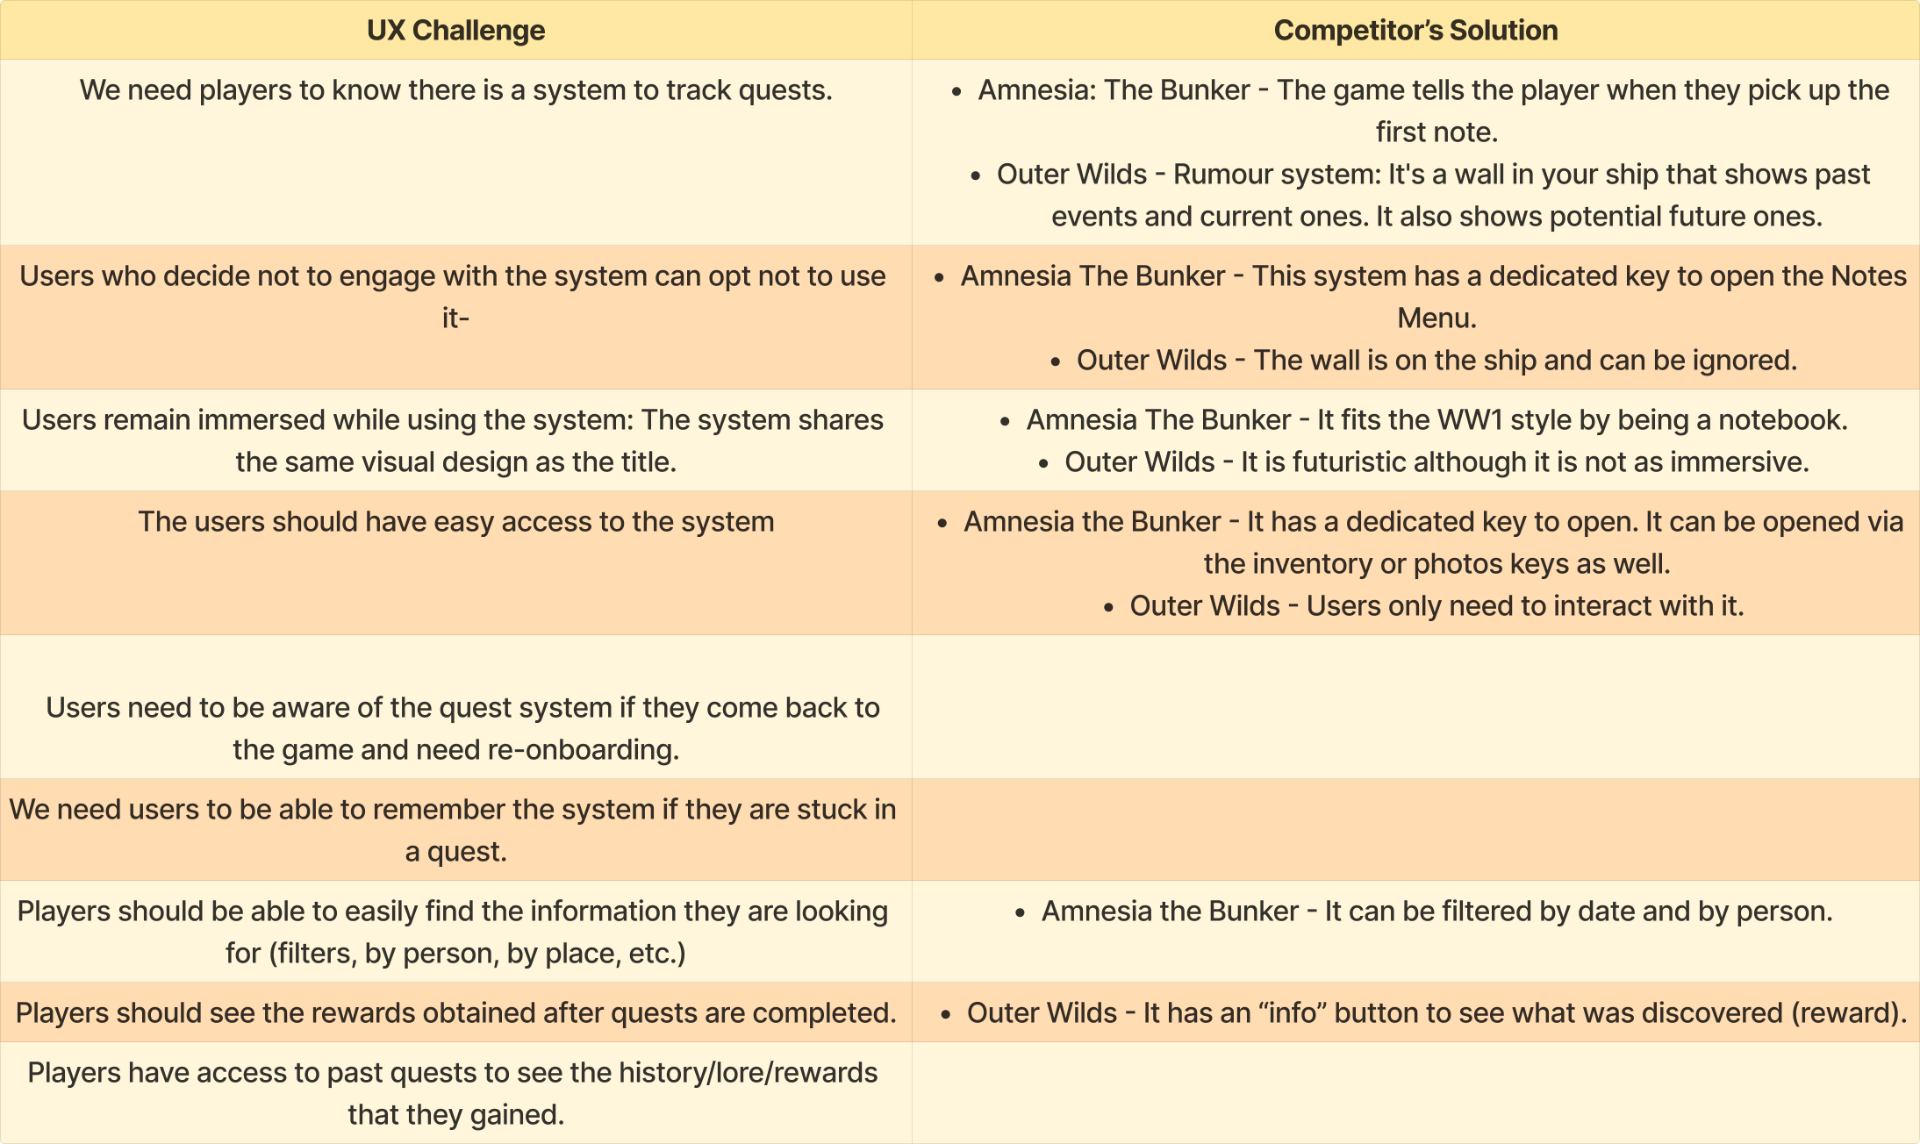 UX Challenge
Competitor’s Solution
We need players to know there is a system to track quests.
• Amnesia: The Bunker - The game tells the player when they pick up the
first note.
• Outer Wilds - Rumour system: It's a wall in your ship that shows past
events and current ones. It also shows potential future ones.
Users who decide not to engage with the system can opt not to use
it-
• Amnesia The Bunker - This system has a dedicated key to open the Notes
Menu.
• Outer Wilds - The wall is on the ship and can be ignored.
Users remain immersed while using the system: The system shares
the same visual design as the title.
• Amnesia The Bunker - It fits the WW1 style by being a notebook.
• Outer Wilds - It is futuristic although it is not as immersive.
The users should have easy access to the system
• Amnesia the Bunker - It has a dedicated key to open. It can be opened via
the inventory or photos keys as well.
• Outer Wilds - Users only need to interact with it.
Users need to be aware of the quest system if they come back to
the game and need re-onboarding.
We need users to be able to remember the system if they are stuck in
a quest.
Players should be able to easily find the information they are looking
for (filters, by person, by place, etc.)
• Amnesia the Bunker - It can be filtered by date and by person.
Players should see the rewards obtained after quests are completed.
• Outer Wilds - It has an “info” button to see what was discovered (reward).
Players have access to past quests to see the history/lore/rewards
that they gained.